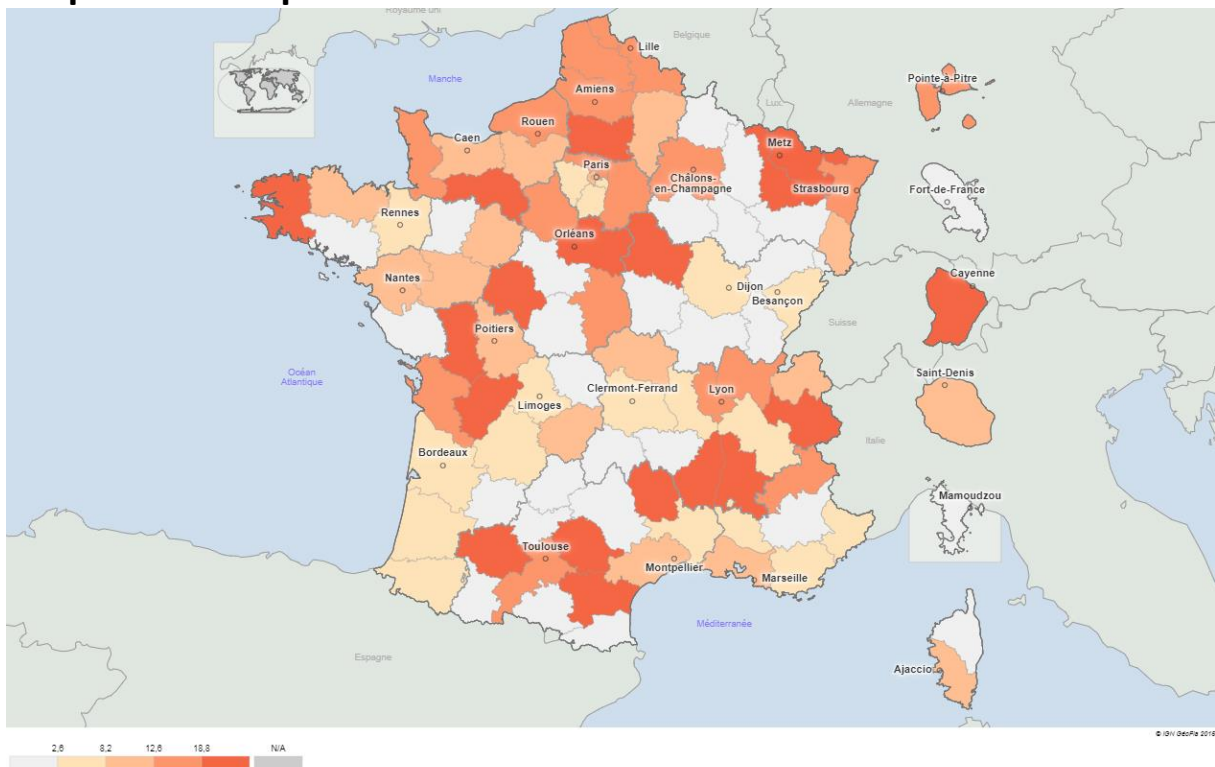 Royaume uni
Belgique
Lille
Manche
Amiens
Pointe-à-Pitre
Lux.
Allemagne
Rouen
Caen
Metz
Paris
Châlons-
en-Champagne
Strasbourg
Fort-de-France
Rennes
Orléans
Cayenne
Nantes
Dijon
Besançon
Suisse
Poitiers
Océan
Atlantique
Saint-Denis
Clermont-Ferrand
Lyon
Limoges
Italie
Bordeaux
Mamoudzou
Toulouse
Montpellier
Marseille
Méditerranée
Espagne
Ajaccio
© IGN GéoFla 2015
2,6 8,2 12,6 18,8 N/A